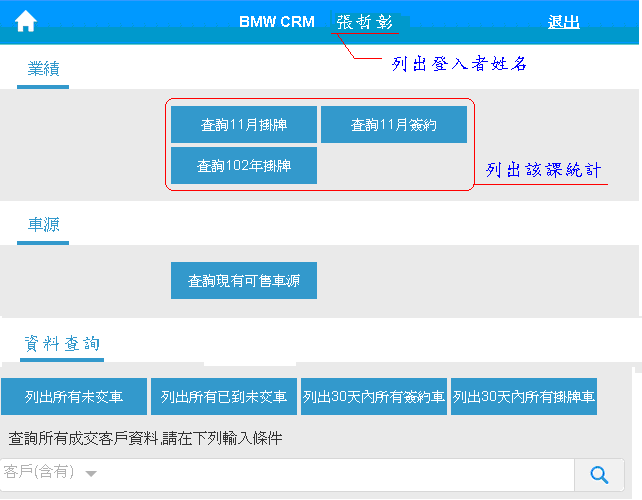 BMW CRM 張哲彰 退出
列出登入者姓名
業績
查詢11月掛牌 查詢11月簽約
查詢102年掛牌
列出該課統計
車源
查詢現有可售車源
資料查詢
列出所有未交車 列出所有已到未交車 列出30天內所有簽約車 列出30天內所有掛牌車
查詢所有成交客戶資料,請在下列輸入條件
客戶(含有)